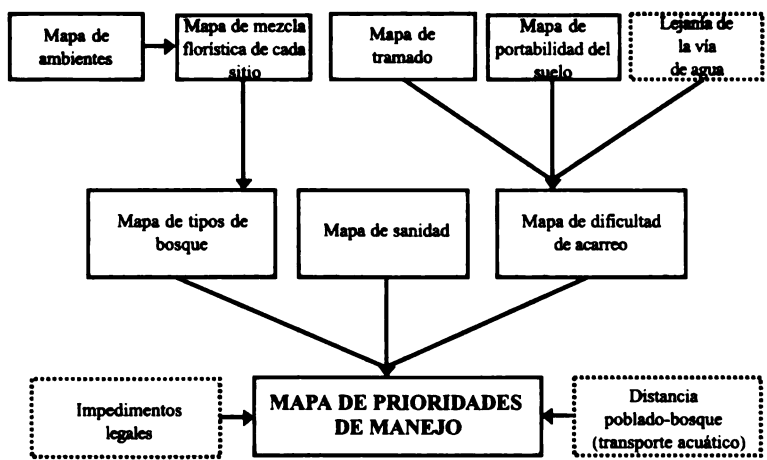 Mapa de
ambientes
Mapa de mezcla
florística de cada
sitio
Mapa de
tramado
Mapa de
portabilidad del
suelo
Lejanía de
la vía
de agua
Mapa de tipos de
bosque
Mapa de sanidad
Mapa de dificultad
de acarreo
Impedimentos
legales
MAPA DE PRIORIDADES
DE MANEJO
Distancia
poblado-bosque
(transporte acuático)